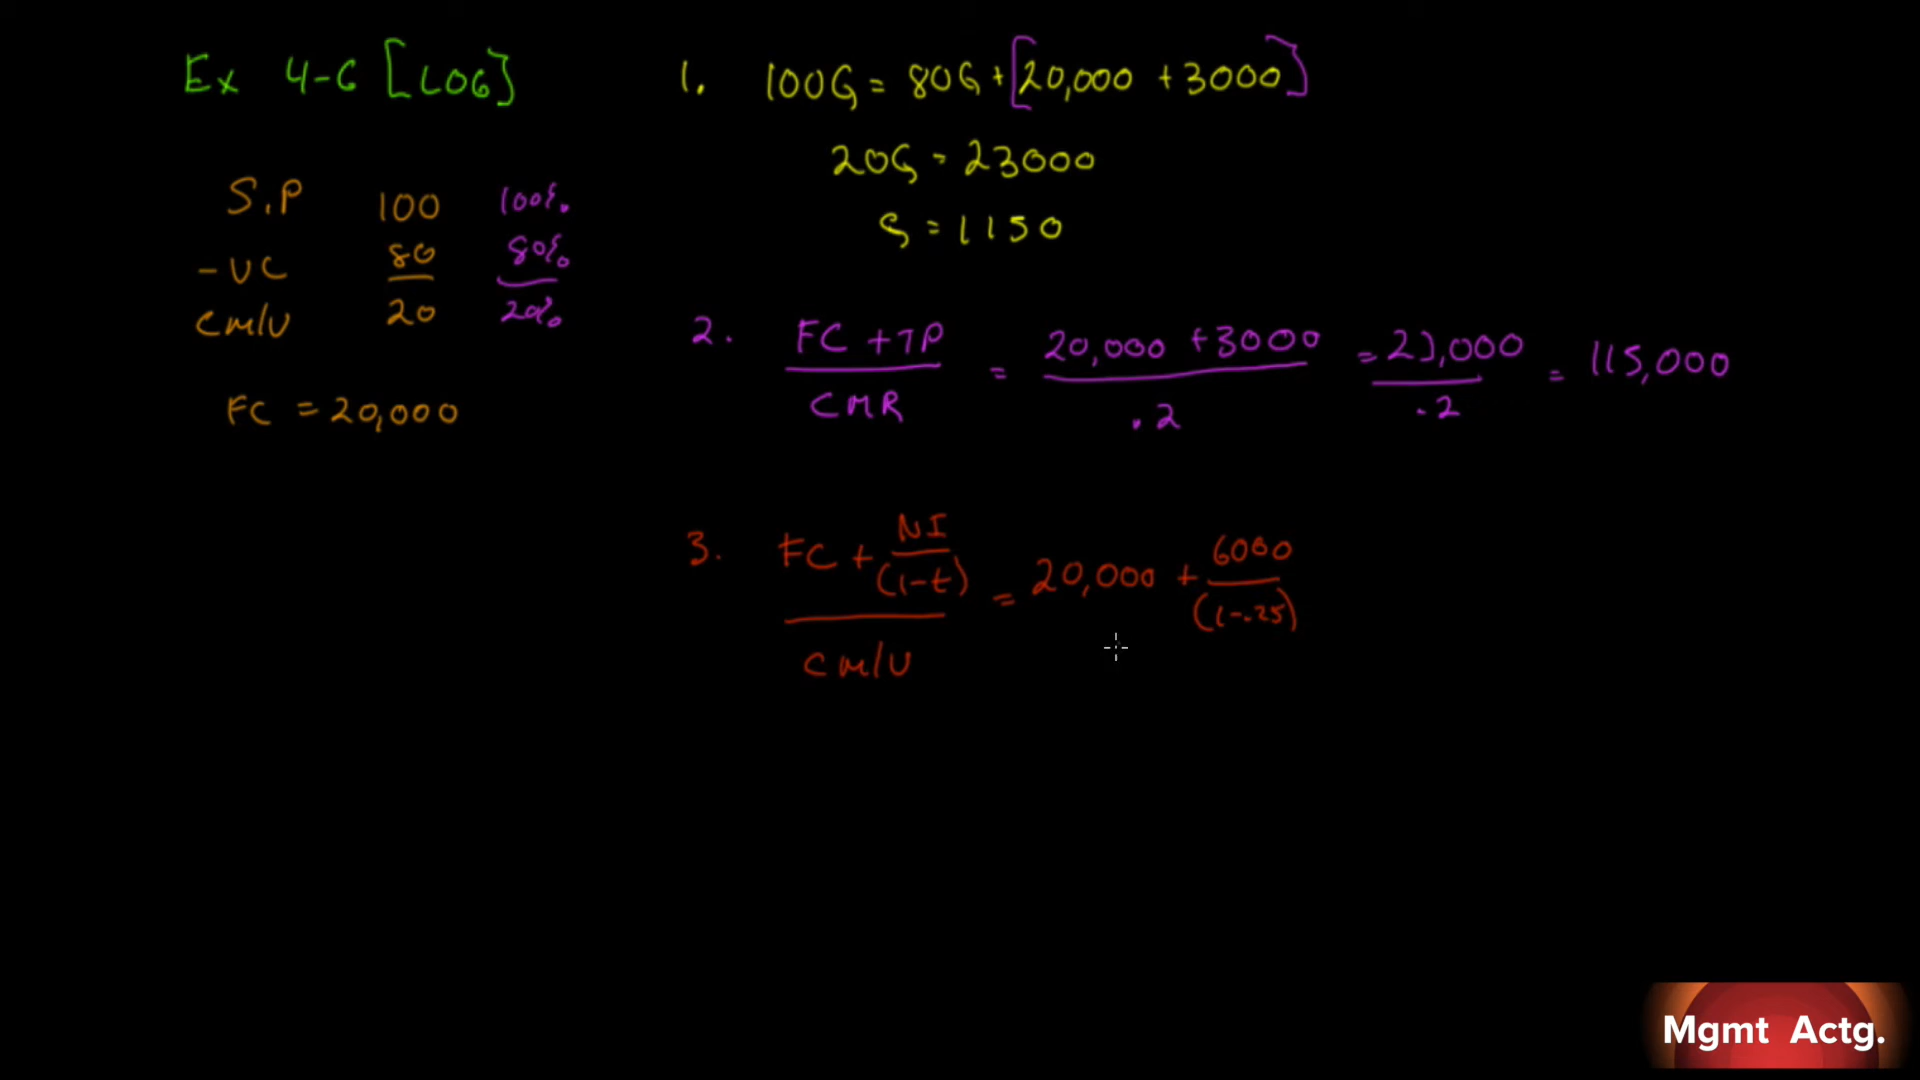 Ex 4-6 [LO6]
S.P 100 100%
-VC 80 80%
cm/u 20 20%
FC = 20,000
1. 100Q = 80Q + [20,000 + 3000]
20Q = 23000
Q = 1150
2. FC + TP / CMR = 20,000 + 3000 / .2 = 23,000 / .2 = 115,000
3. FC + NI / (1-t) / cm/u = 20,000 + 6000 / (1-.25)
Mgmt Actg.